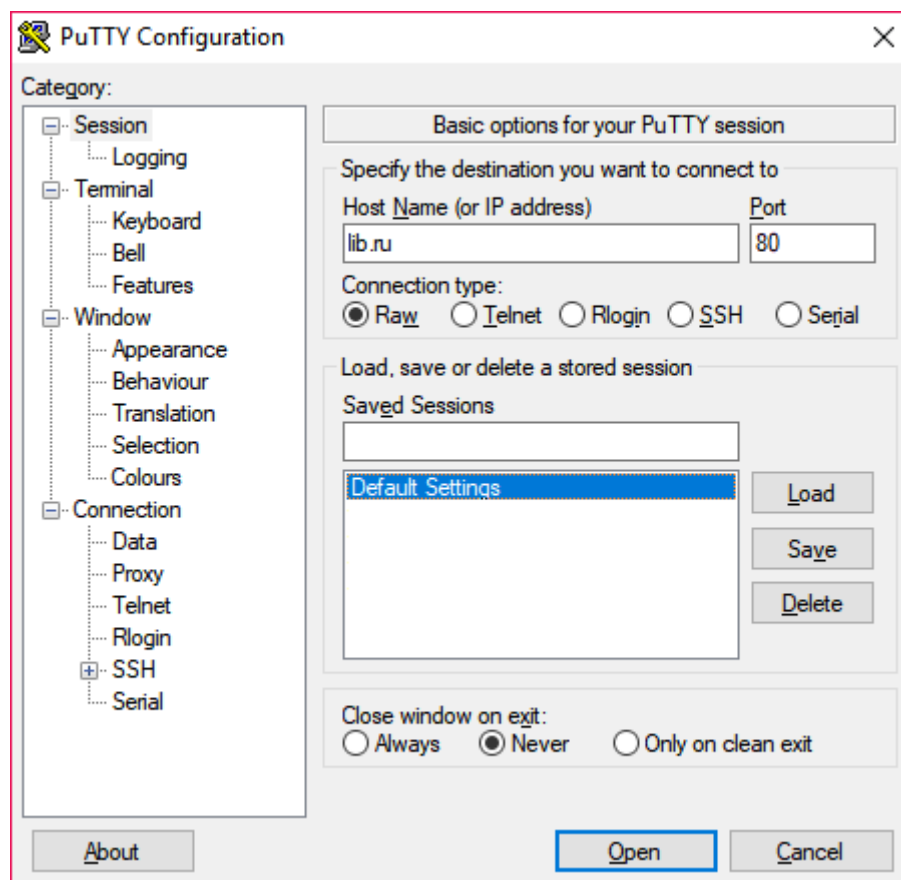 PuTTY Configuration
Category:
Session
Logging
Terminal
Keyboard
Bell
Features
Window
Appearance
Behaviour
Translation
Selection
Colours
Connection
Data
Proxy
Telnet
Rlogin
SSH
Serial
Basic options for your PuTTY session
Specify the destination you want to connect to
Host Name (or IP address) Port
lib.ru 80
Connection type:
Raw Telnet Rlogin SSH Serial
Load, save or delete a stored session
Saved Sessions
Default Settings
Load
Save
Delete
Close window on exit:
Always Never Only on clean exit
About Open Cancel